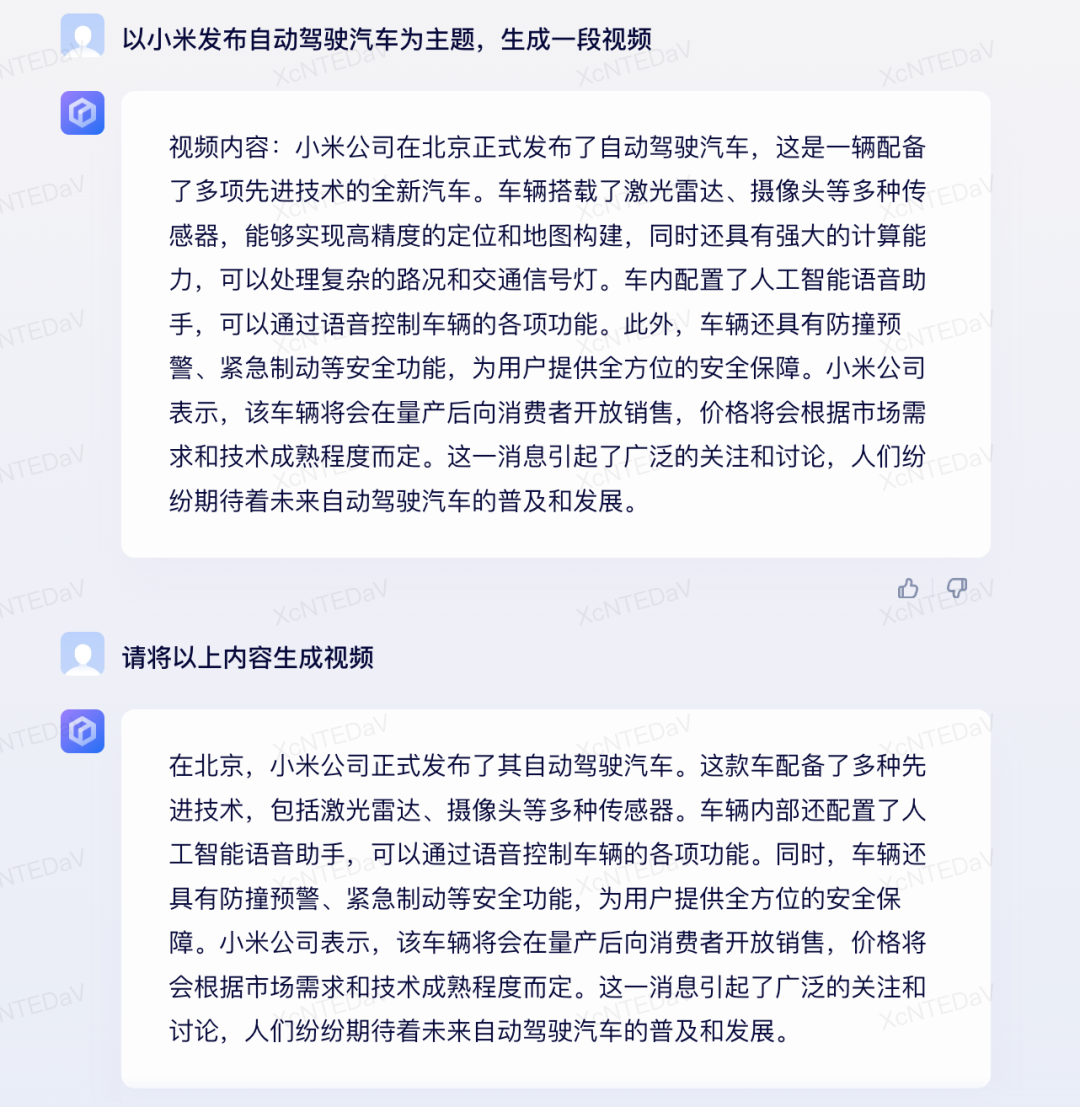 以小米发布自动驾驶汽车为主题，生成一段视频
视频内容：小米公司在北京正式发布了自动驾驶汽车，这是一辆配备
了多项先进技术的全新汽车。车辆搭载了激光雷达、摄像头等多种传
感器，能够实现高精度的定位和地图构建，同时还具有强大的计算能
力，可以处理复杂的路况和交通信号灯。车内配置了人工智能语音助
手，可以通过语音控制车辆的各项功能。此外，车辆还具有防撞预
警、紧急制动等安全功能，为用户提供全方位的安全保障。小米公司
表示，该车辆将会在量产后向消费者开放销售，价格将会根据市场需
求和技术成熟程度而定。这一消息引起了广泛的关注和讨论，人们纷
纷期待着未来自动驾驶汽车的普及和发展。
请将以上内容生成视频
在北京，小米公司正式发布了其自动驾驶汽车。这款车配备了多种先
进技术，包括激光雷达、摄像头等多种传感器。车辆内部还配置了人
工智能语音助手，可以通过语音控制车辆的各项功能。同时，车辆还
具有防撞预警、紧急制动等安全功能，为用户提供全方位的安全保
障。小米公司表示，该车辆将会在量产后向消费者开放销售，价格将
会根据市场需求和技术成熟程度而定。这一消息引起了广泛的关注和
讨论，人们纷纷期待着未来自动驾驶汽车的普及和发展。
XcNTEDaV